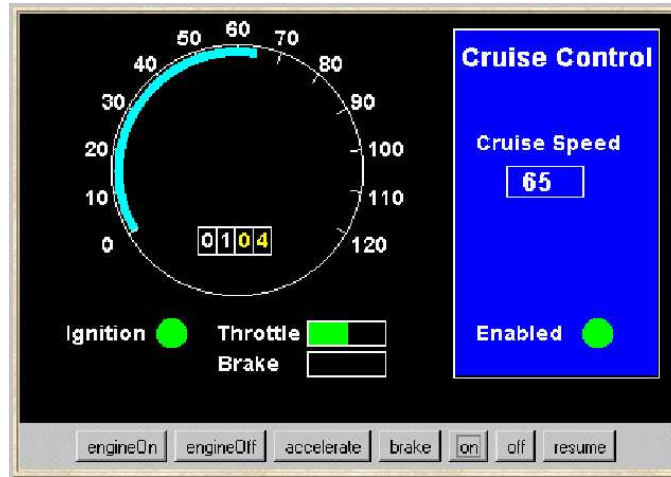 60
50
70
40
80
30
90
20
100
10
110
0
120
0104
Ignition
Throttle
Brake
Cruise Control
Cruise Speed
65
Enabled
engineOn engineOff accelerate brake on off resume